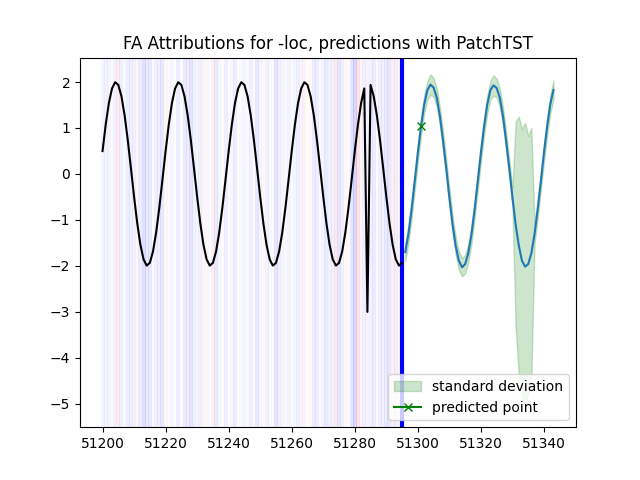 FA Attributions for -loc, predictions with PatchTST
2
1
0
−1
−2
−3
−4
−5
standard deviation
predicted point
51200 51220 51240 51260 51280 51300 51320 51340